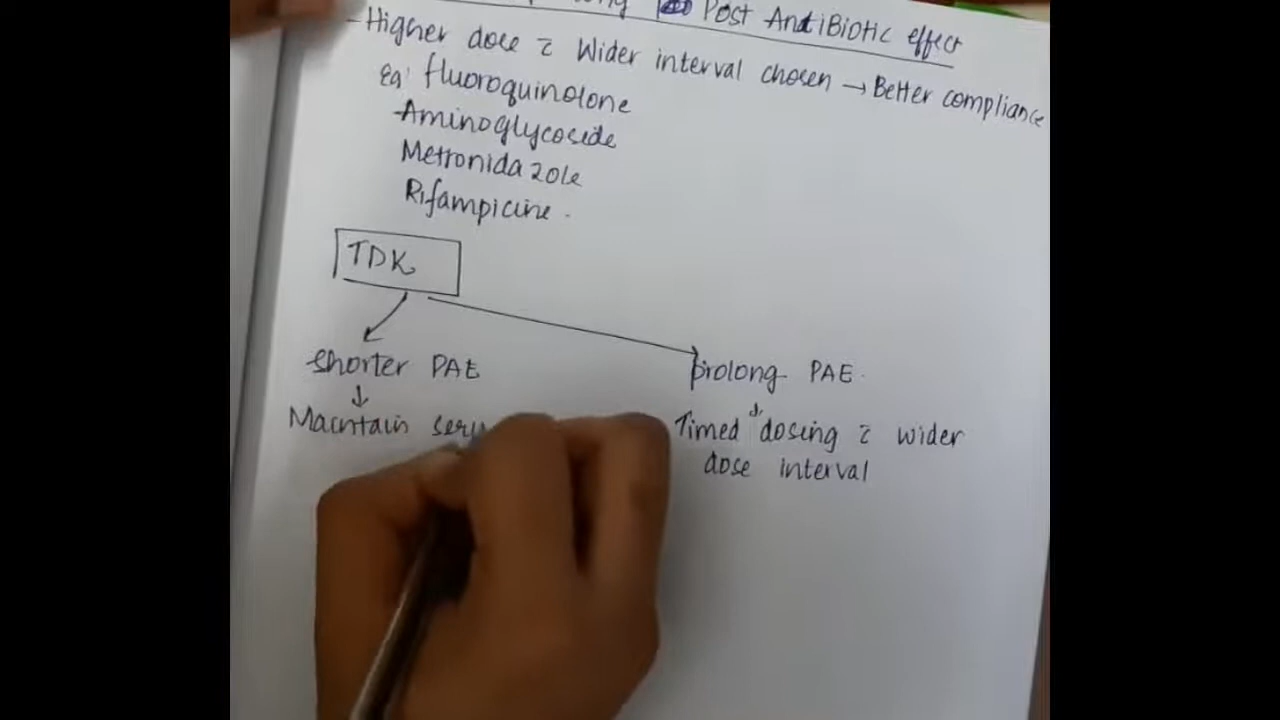 Post AntiBiotic effect
- Higher dose c̄ Wider interval chosen → Better compliance
Eg: fluoroquinolone
Aminoglycoside
Metronidazole
Rifampicine.
TDK
shorter PAE
prolong PAE.
↓
↓
Maintain
Timed dosing c̄ wider
dose interval